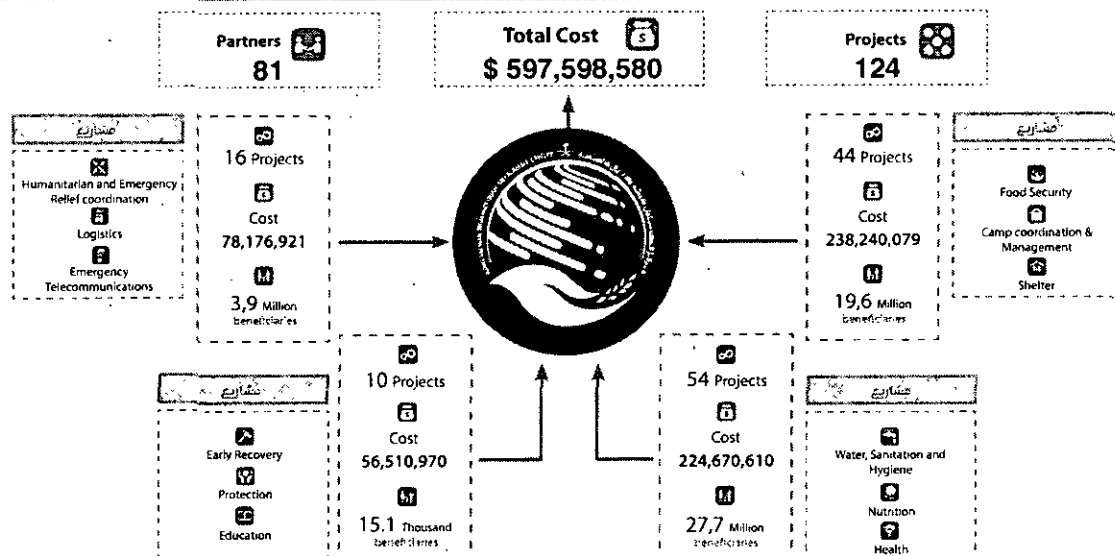 Partners
81
Total Cost
$ 597,598,580
Projects
124
مشاريع
Humanitarian and Emergency
Relief coordination
Logistics
Emergency
Telecommunications
16 Projects
Cost
78,176,921
3,9 Million
beneficiaries
44 Projects
Cost
238,240,079
19,6 Million
beneficiaries
مشاريع
Food Security
Camp coordination &
Management
Shelter
مشاريع
Early Recovery
Protection
Education
10 Projects
Cost
56,510,970
15.1 Thousand
beneficiaries
54 Projects
Cost
224,670,610
27,7 Million
beneficiaries
مشاريع
Water, Sanitation and
Hygiene
Nutrition
Health